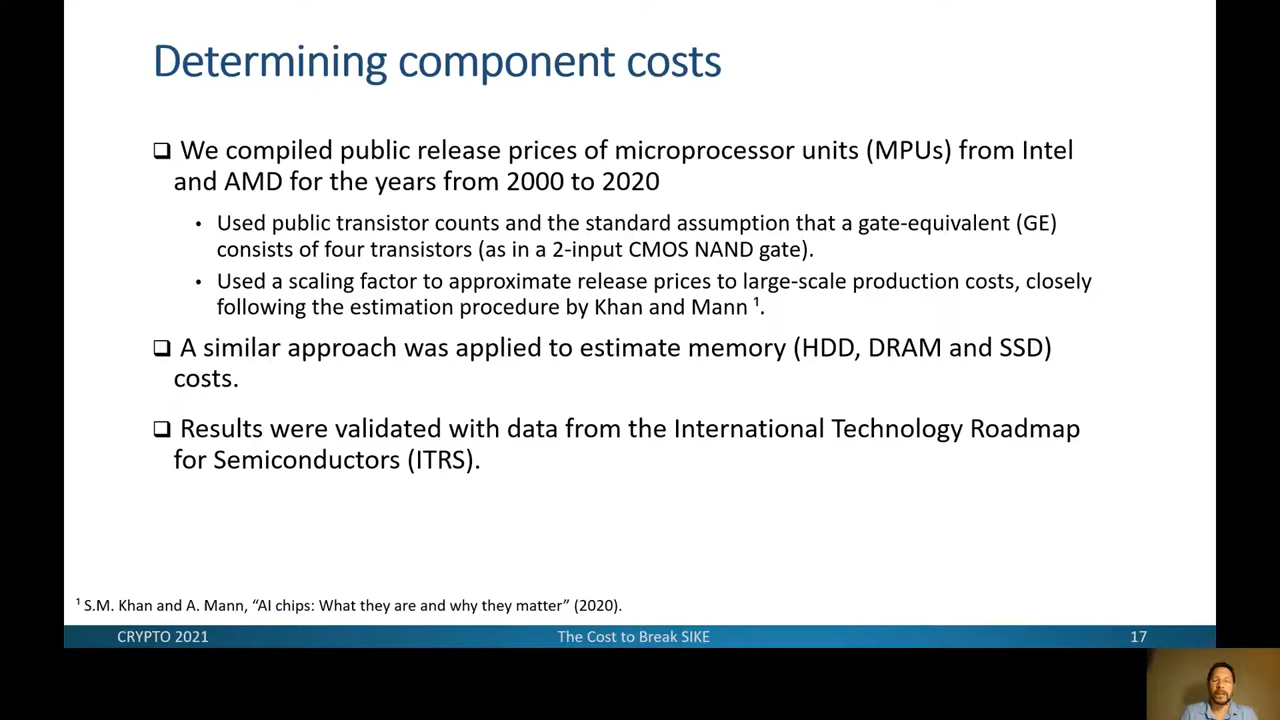 Determining component costs
❑ We compiled public release prices of microprocessor units (MPUs) from Intel
and AMD for the years from 2000 to 2020
• Used public transistor counts and the standard assumption that a gate-equivalent (GE)
consists of four transistors (as in a 2-input CMOS NAND gate).
• Used a scaling factor to approximate release prices to large-scale production costs, closely
following the estimation procedure by Khan and Mann ¹.
❑ A similar approach was applied to estimate memory (HDD, DRAM and SSD)
costs.
❑ Results were validated with data from the International Technology Roadmap
for Semiconductors (ITRS).
¹ S.M. Khan and A. Mann, “AI chips: What they are and why they matter” (2020).
CRYPTO 2021 The Cost to Break SIKE 17